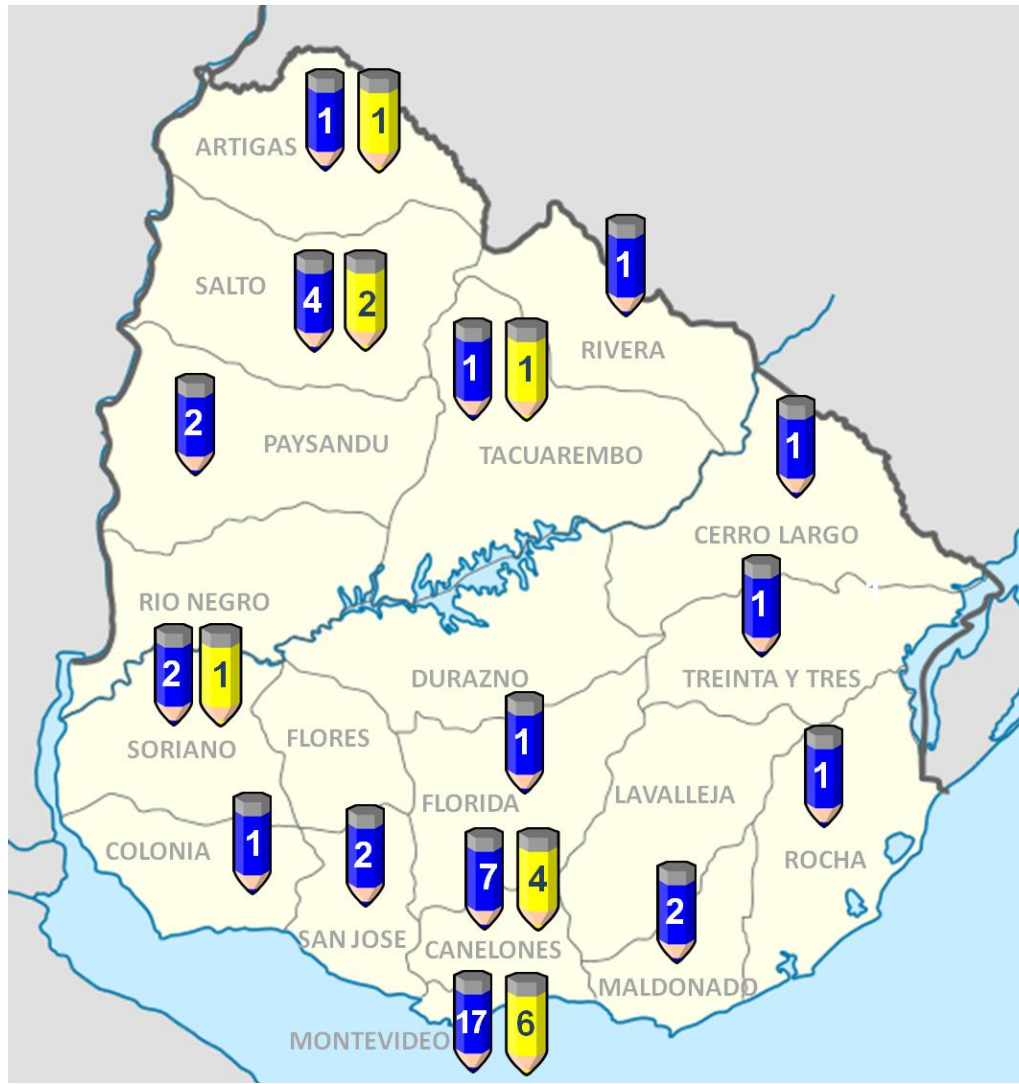 1 1
ARTIGAS
1
SALTO
4 2
RIVERA
1 1
2
PAYSANDU
TACUAREMBO
1
CERRO LARGO
1
1
RIO NEGRO
2 1
DURAZNO
TREINTA Y TRES
SORIANO
FLORES
1
1
FLORIDA
LAVALLEJA
COLONIA
1
2
7 4
ROCHA
2
SAN JOSE
CANELONES
MALDONADO
MONTEVIDEO
17 6